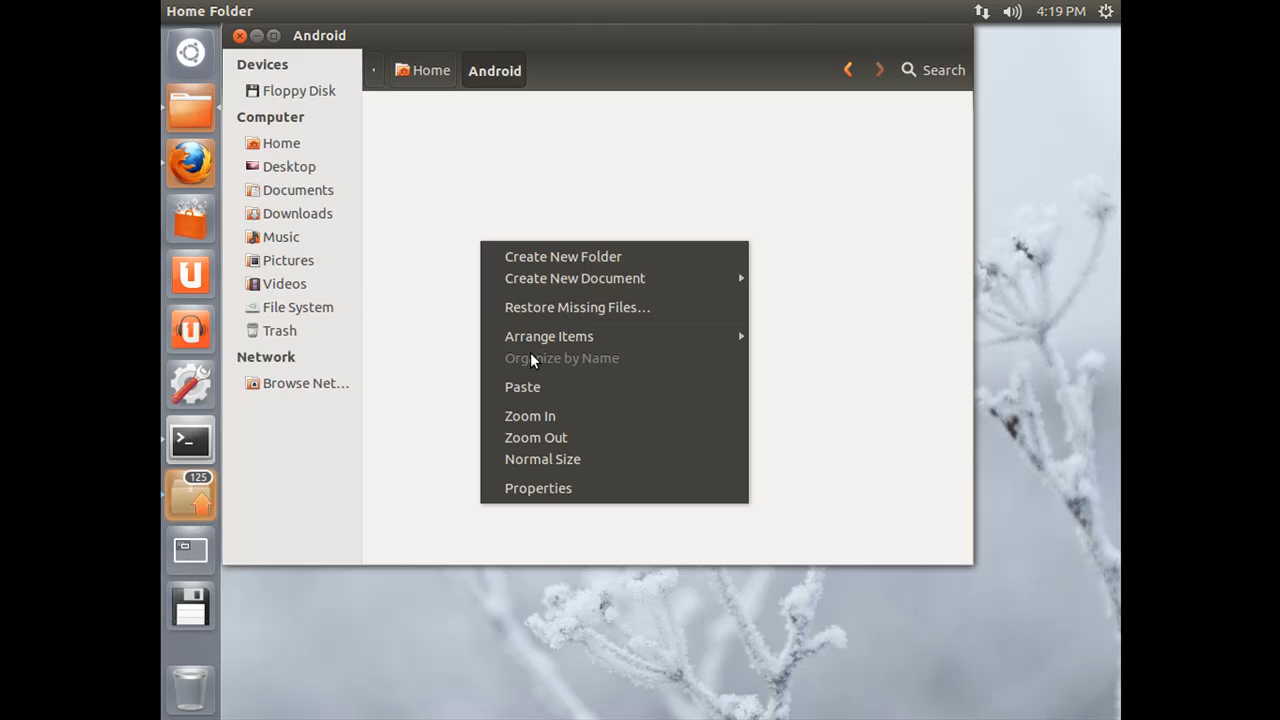 Home Folder
4:19 PM
Android
Devices
Floppy Disk
Computer
Home
Desktop
Documents
Downloads
Music
Pictures
Videos
File System
Trash
Network
Browse Net...
Home
Android
Search
Create New Folder
Create New Document
Restore Missing Files...
Arrange Items
Organize by Name
Paste
Zoom In
Zoom Out
Normal Size
Properties
U
U
>_
125